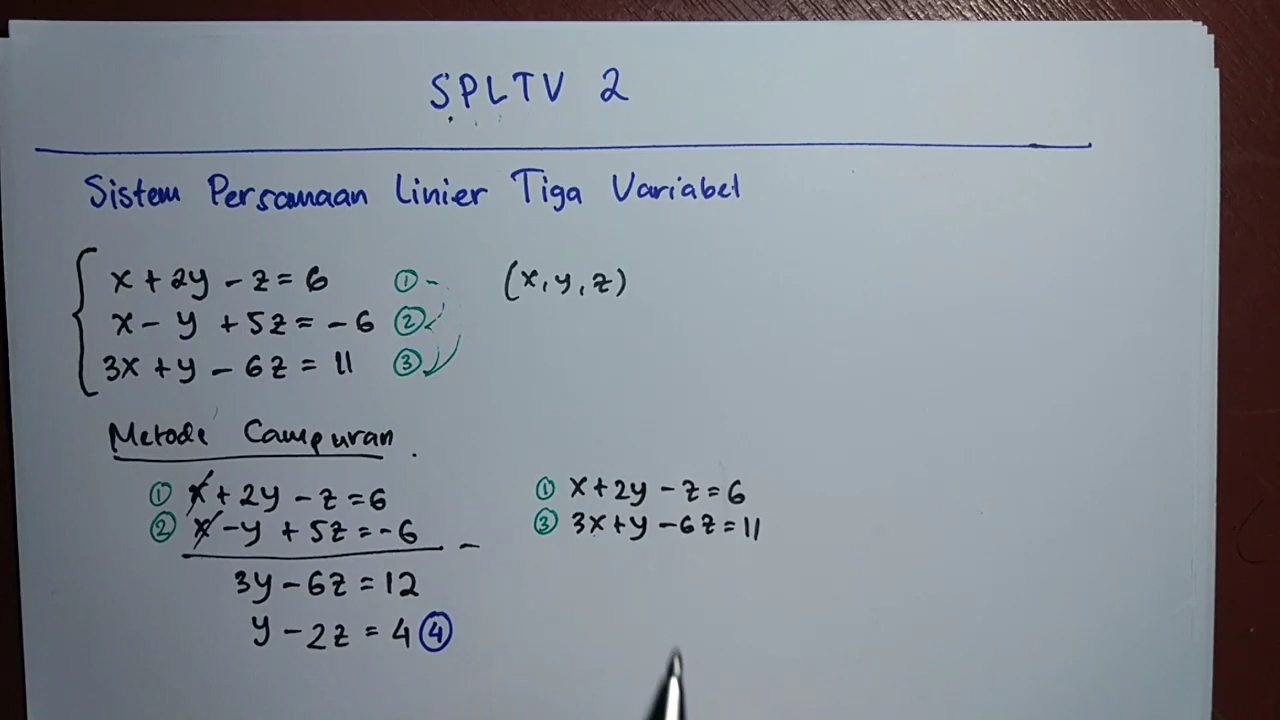 SPLTV 2
Sistem Persamaan Linier Tiga Variabel
x + 2y - z = 6 ① (x, y, z)
x - y + 5z = -6 ②
3x + y - 6z = 11 ③
Metode Campuran
① x + 2y - z = 6
② x - y + 5z = -6 -
3y - 6z = 12
y - 2z = 4 ④
① x + 2y - z = 6
③ 3x + y - 6z = 11